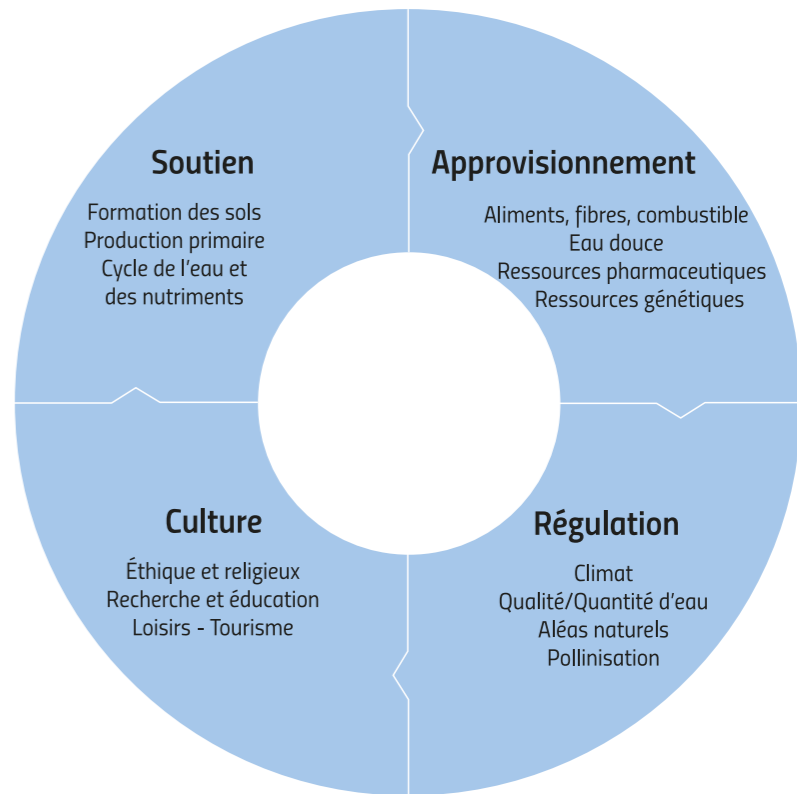 Soutien
Formation des sols
Production primaire
Cycle de l’eau et
des nutriments
Approvisionnement
Aliments, fibres, combustible
Eau douce
Ressources pharmaceutiques
Ressources génétiques
Culture
Éthique et religieux
Recherche et éducation
Loisirs - Tourisme
Régulation
Climat
Qualité/Quantité d’eau
Aléas naturels
Pollinisation